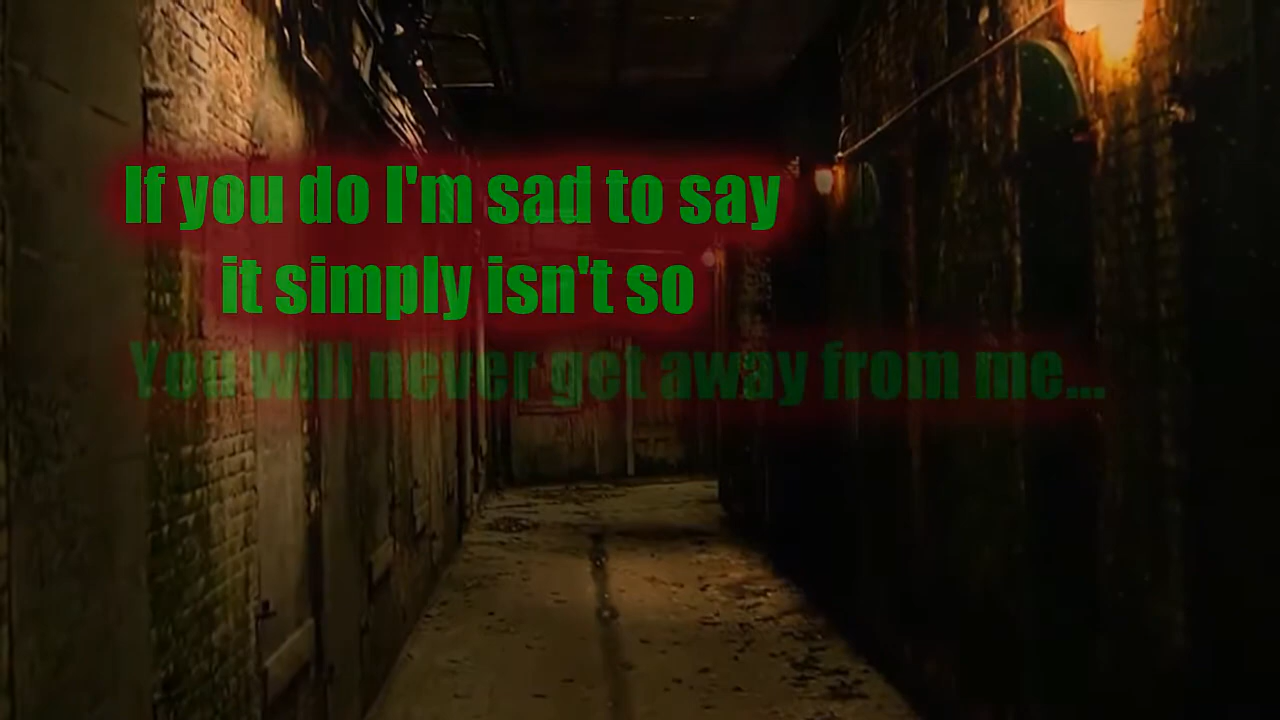 If you do I'm sad to say
it simply isn't so
You will never get away from me...